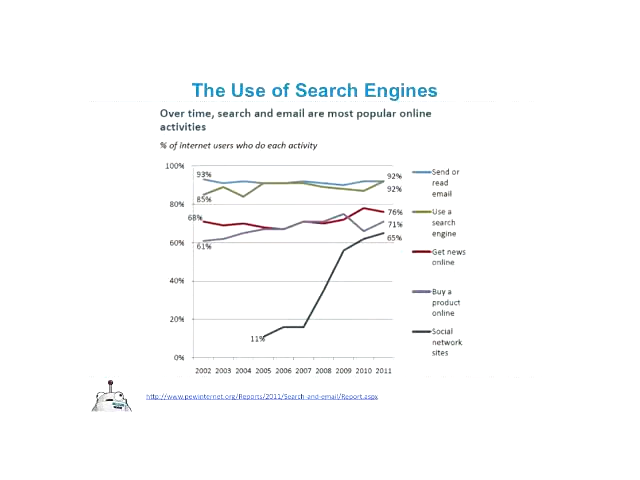 The Use of Search Engines
Over time, search and email are most popular online
activities
% of internet users who do each activity
100%
80%
60%
40%
20%
0%
93%
85%
68%
61%
11%
92%
92%
76%
71%
65%
2002 2003 2004 2005 2006 2007 2008 2009 2010 2011
Send or
read
email
Use a
search
engine
Get news
online
Buy a
product
online
Social
network
sites
http://www.pewinternet.org/Reports/2011/Search-and-email/Report.aspx